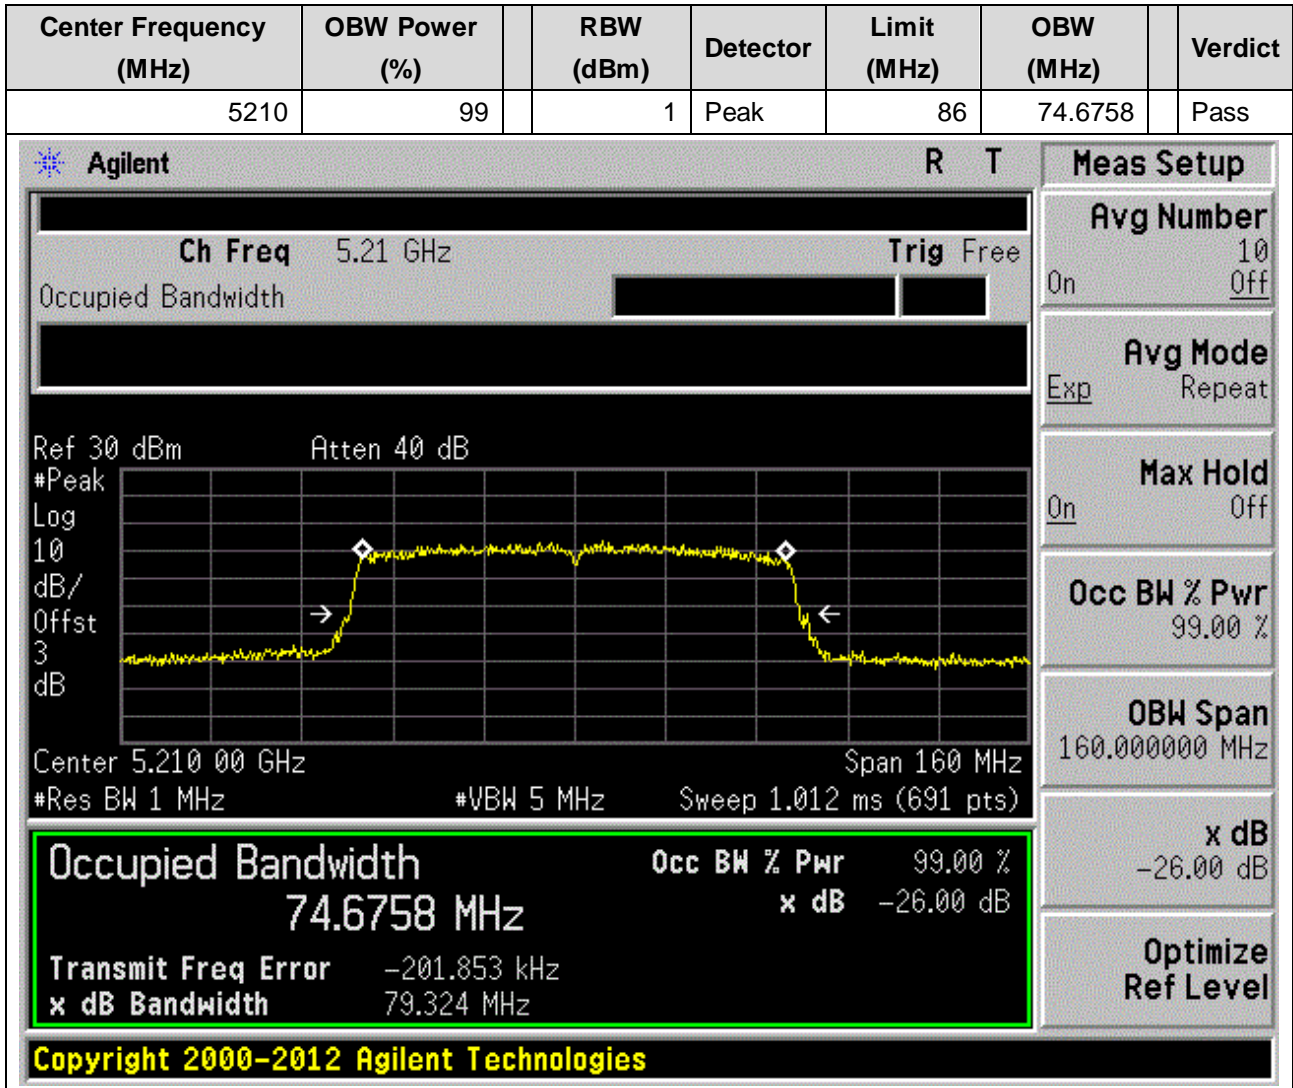 Center Frequency (MHz) OBW Power (%) RBW (dBm) Detector Limit (MHz) OBW (MHz) Verdict
5210 99 1 Peak 86 74.6758 Pass
Agilent R T
Ch Freq 5.21 GHz Trig Free
Occupied Bandwidth
Ref 30 dBm Atten 40 dB
#Peak
Log
10
dB/
Offst
3
dB
Center 5.210 00 GHz Span 160 MHz
#Res BW 1 MHz #VBW 5 MHz Sweep 1.012 ms (691 pts)
Occupied Bandwidth
74.6758 MHz
Occ BW % Pwr 99.00 %
x dB -26.00 dB
Transmit Freq Error -201.853 kHz
x dB Bandwidth 79.324 MHz
Meas Setup
Avg Number
10
On Off
Avg Mode
Exp Repeat
Max Hold
On Off
Occ BW % Pwr
99.00 %
OBW Span
160.000000 MHz
x dB
-26.00 dB
Optimize
Ref Level
Copyright 2000-2012 Agilent Technologies